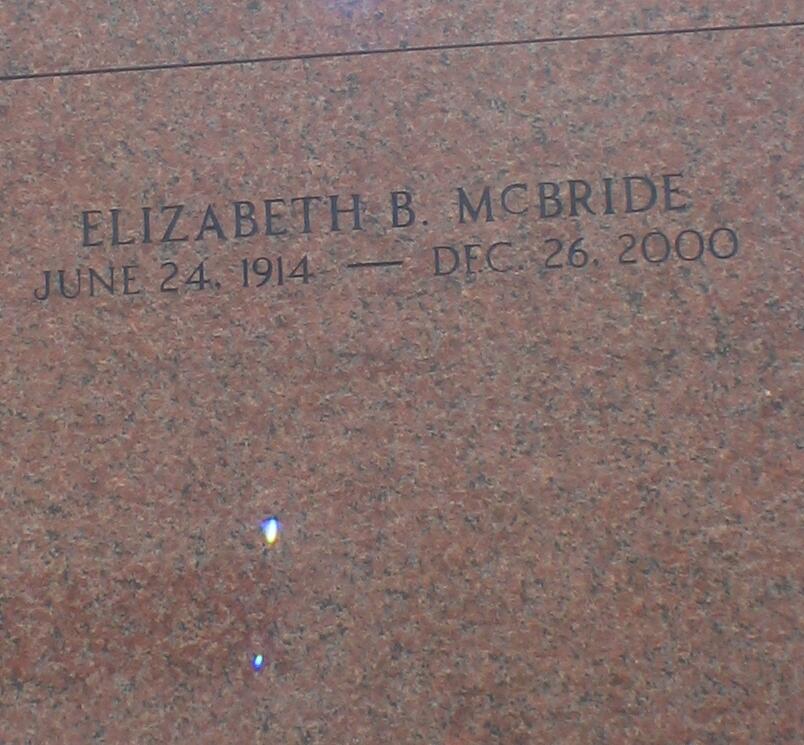 ELIZABETH B. MCBRIDE
JUNE 24, 1914 — DEC. 26, 2000